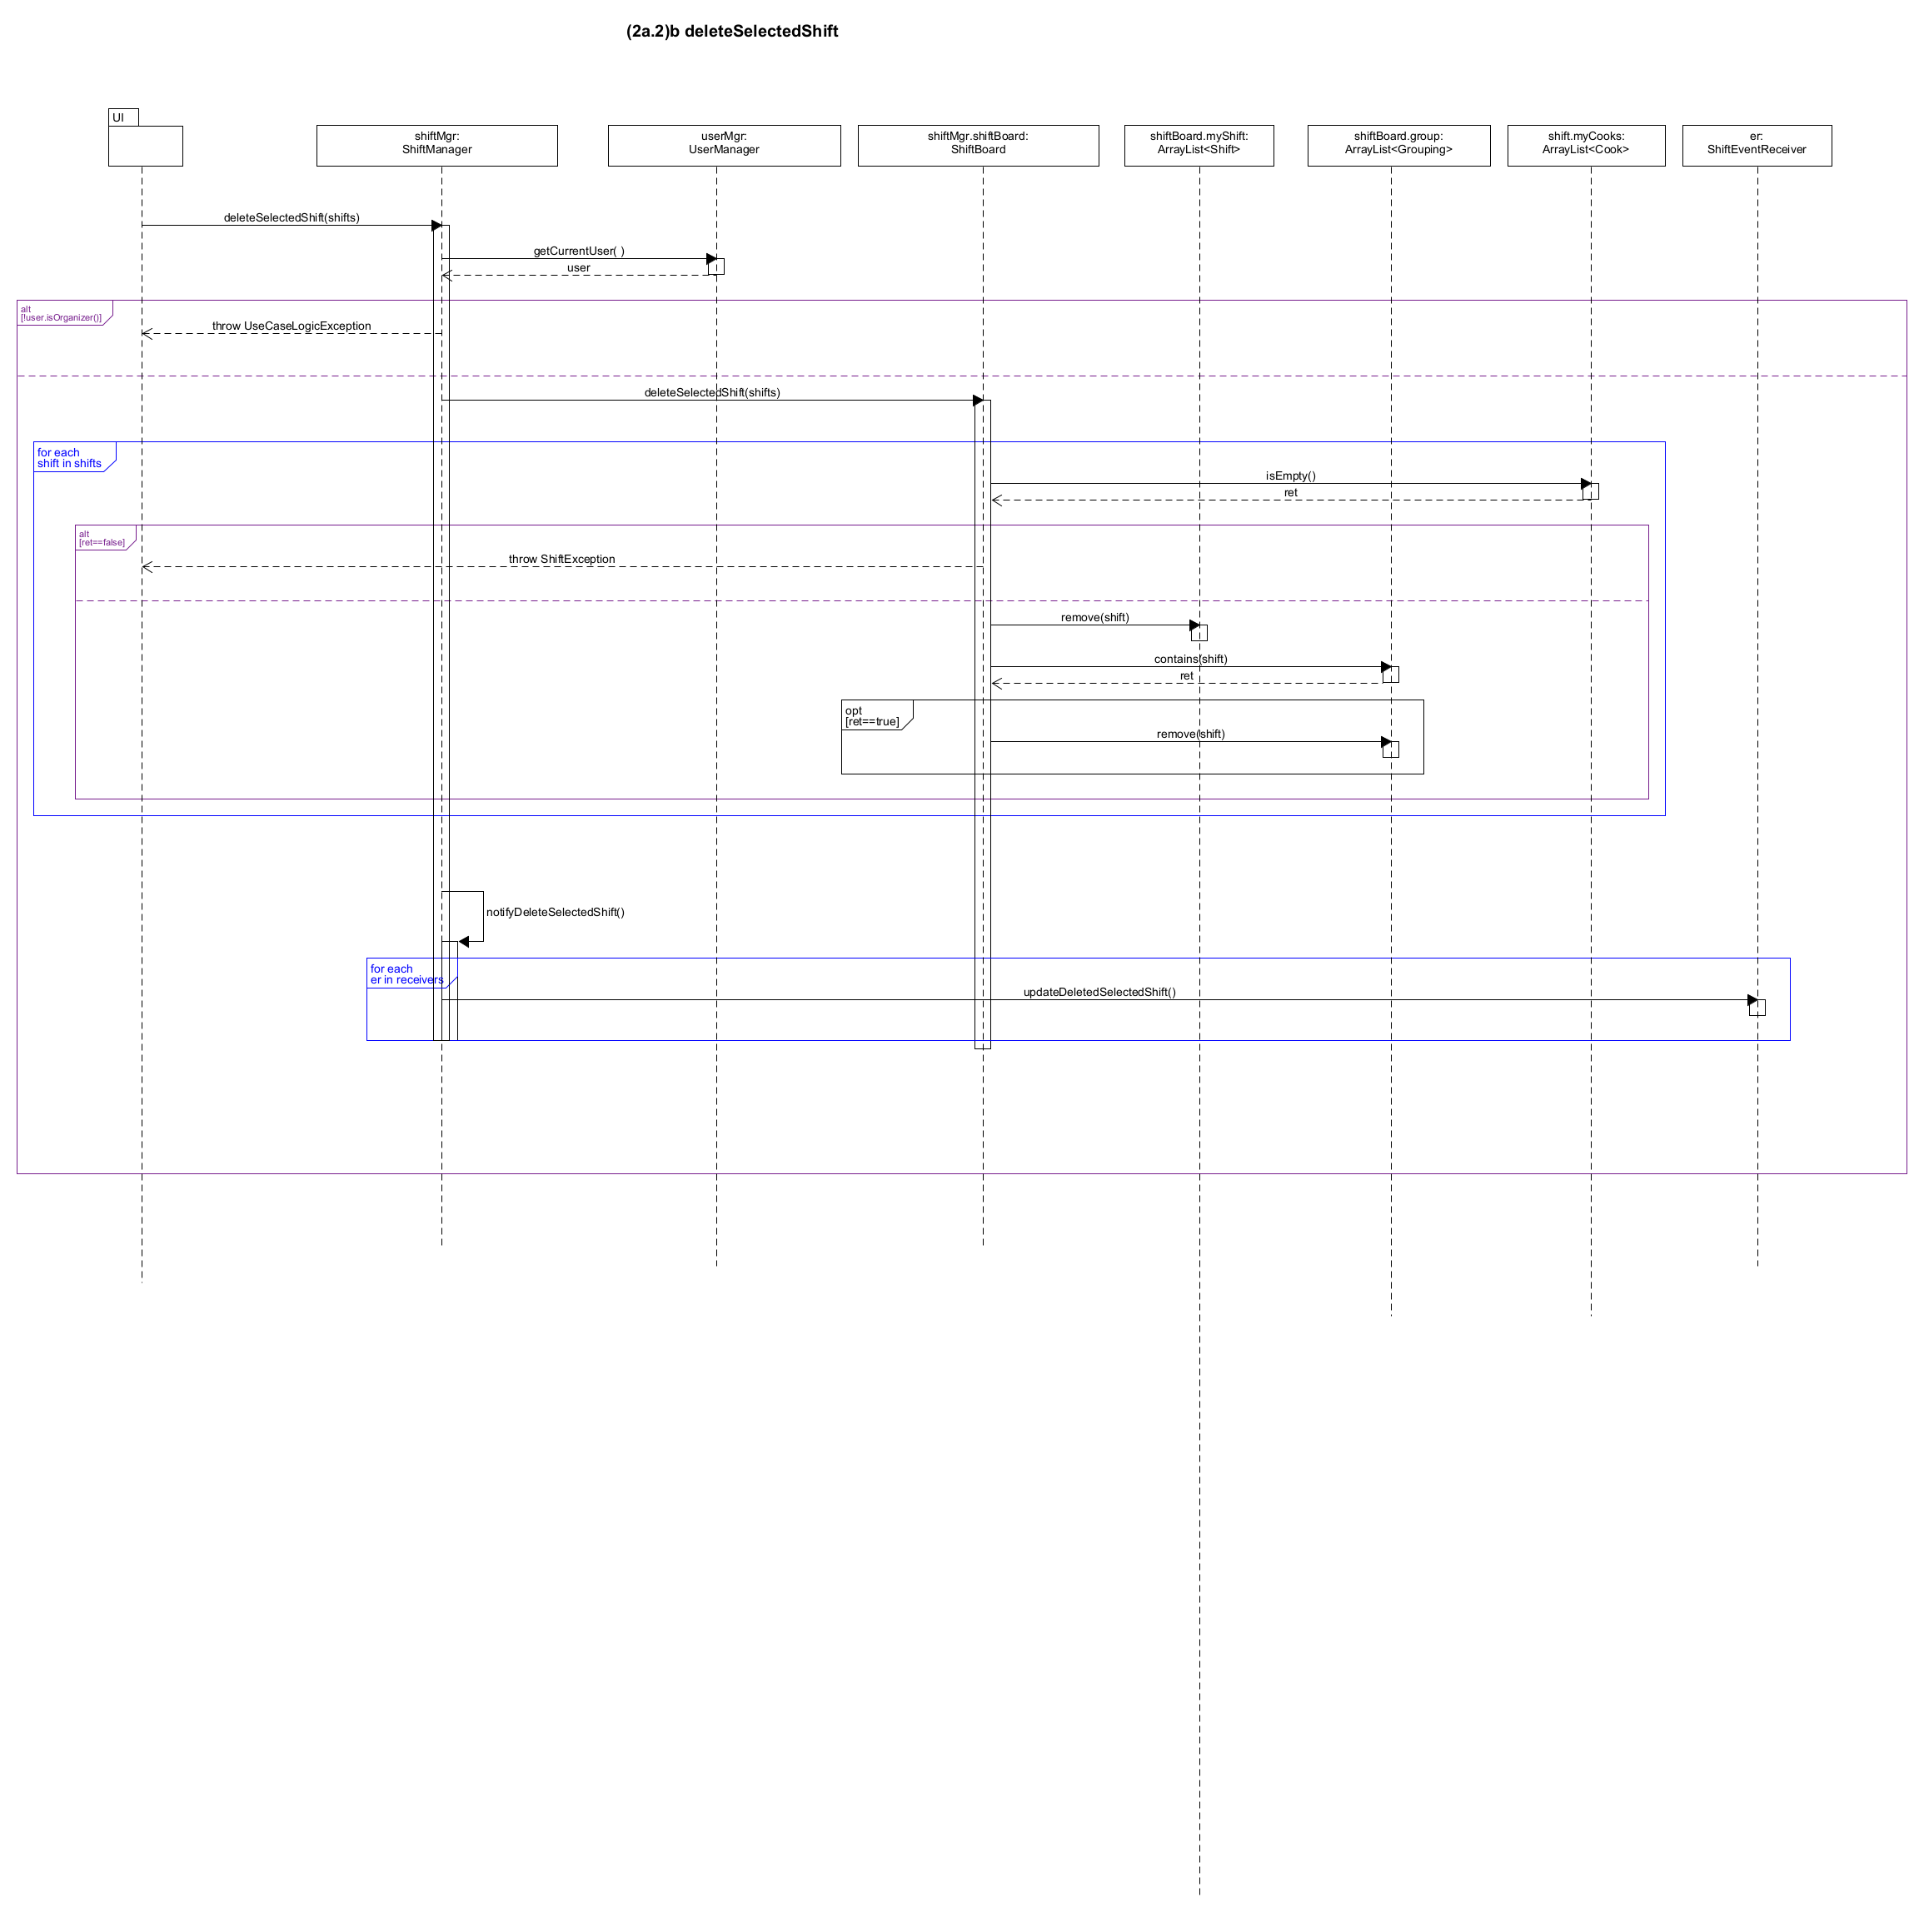 (2a.2)b deleteSelectedShift
UI
shiftMgr:
ShiftManager
userMgr:
UserManager
shiftMgr.shiftBoard:
ShiftBoard
shiftBoard.myShift:
ArrayList<Shift>
shiftBoard.group:
ArrayList<Grouping>
shift.myCooks:
ArrayList<Cook>
er:
ShiftEventReceiver
deleteSelectedShift(shifts)
getCurrentUser( )
user
alt
[!user.isOrganizer()]
throw UseCaseLogicException
deleteSelectedShift(shifts)
for each
shift in shifts
isEmpty()
ret
alt
[ret==false]
throw ShiftException
remove(shift)
contains(shift)
ret
opt
[ret==true]
remove(shift)
notifyDeleteSelectedShift()
for each
er in receivers
updateDeletedSelectedShift()